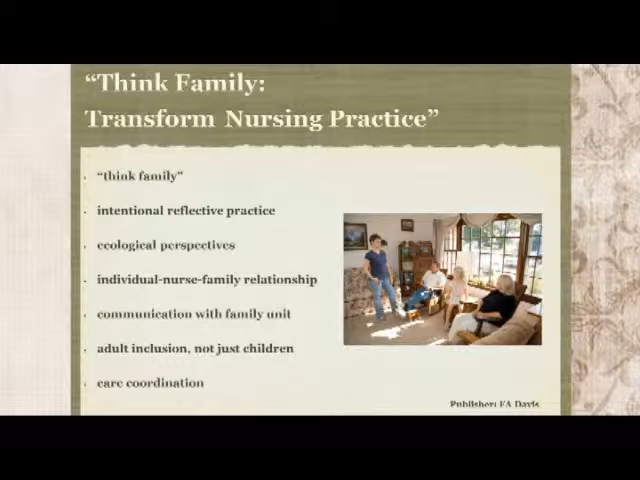 “Think Family:
Transform Nursing Practice”
“think family”
intentional reflective practice
ecological perspectives
individual-nurse-family relationship
communication with family unit
adult inclusion, not just children
care coordination
Publisher: FA Davis